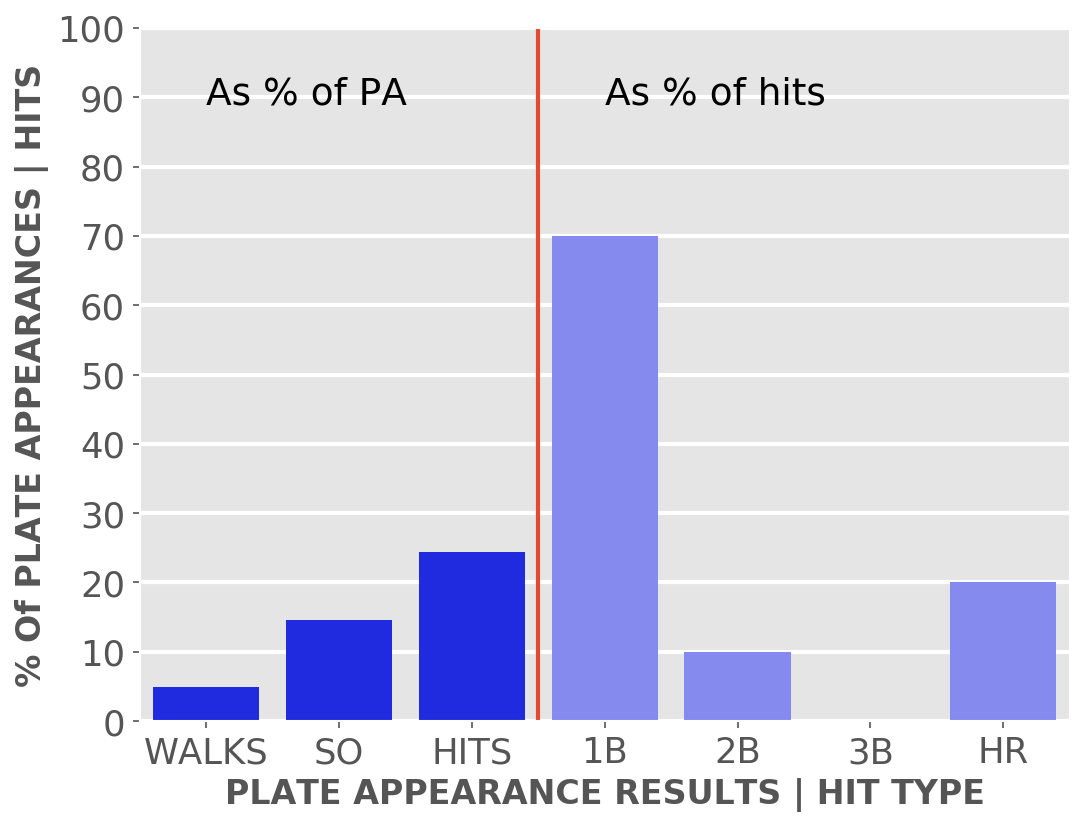 100
90
80
70
60
50
40
30
20
10
0
% Of PLATE APPEARANCES | HITS
As % of PA
As % of hits
WALKS SO HITS 1B 2B 3B HR
PLATE APPEARANCE RESULTS | HIT TYPE